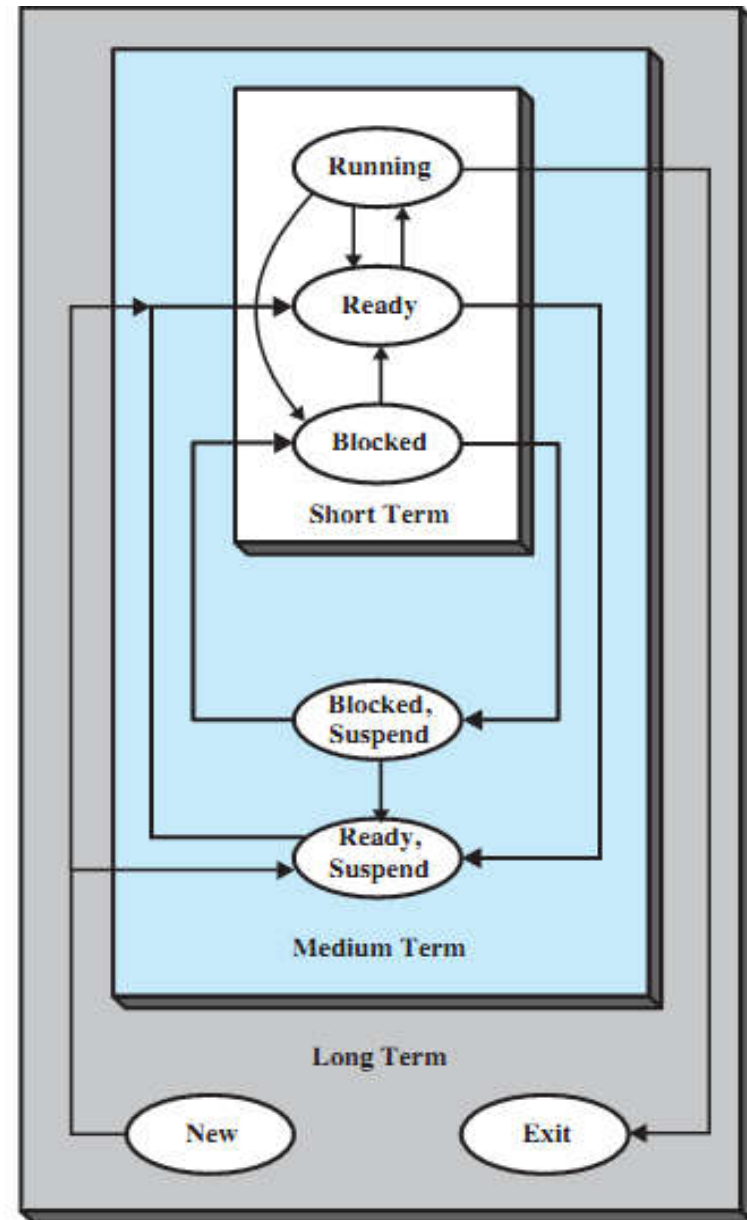 Running
Ready
Blocked
Short Term
Blocked,
Suspend
Ready,
Suspend
Medium Term
Long Term
New
Exit